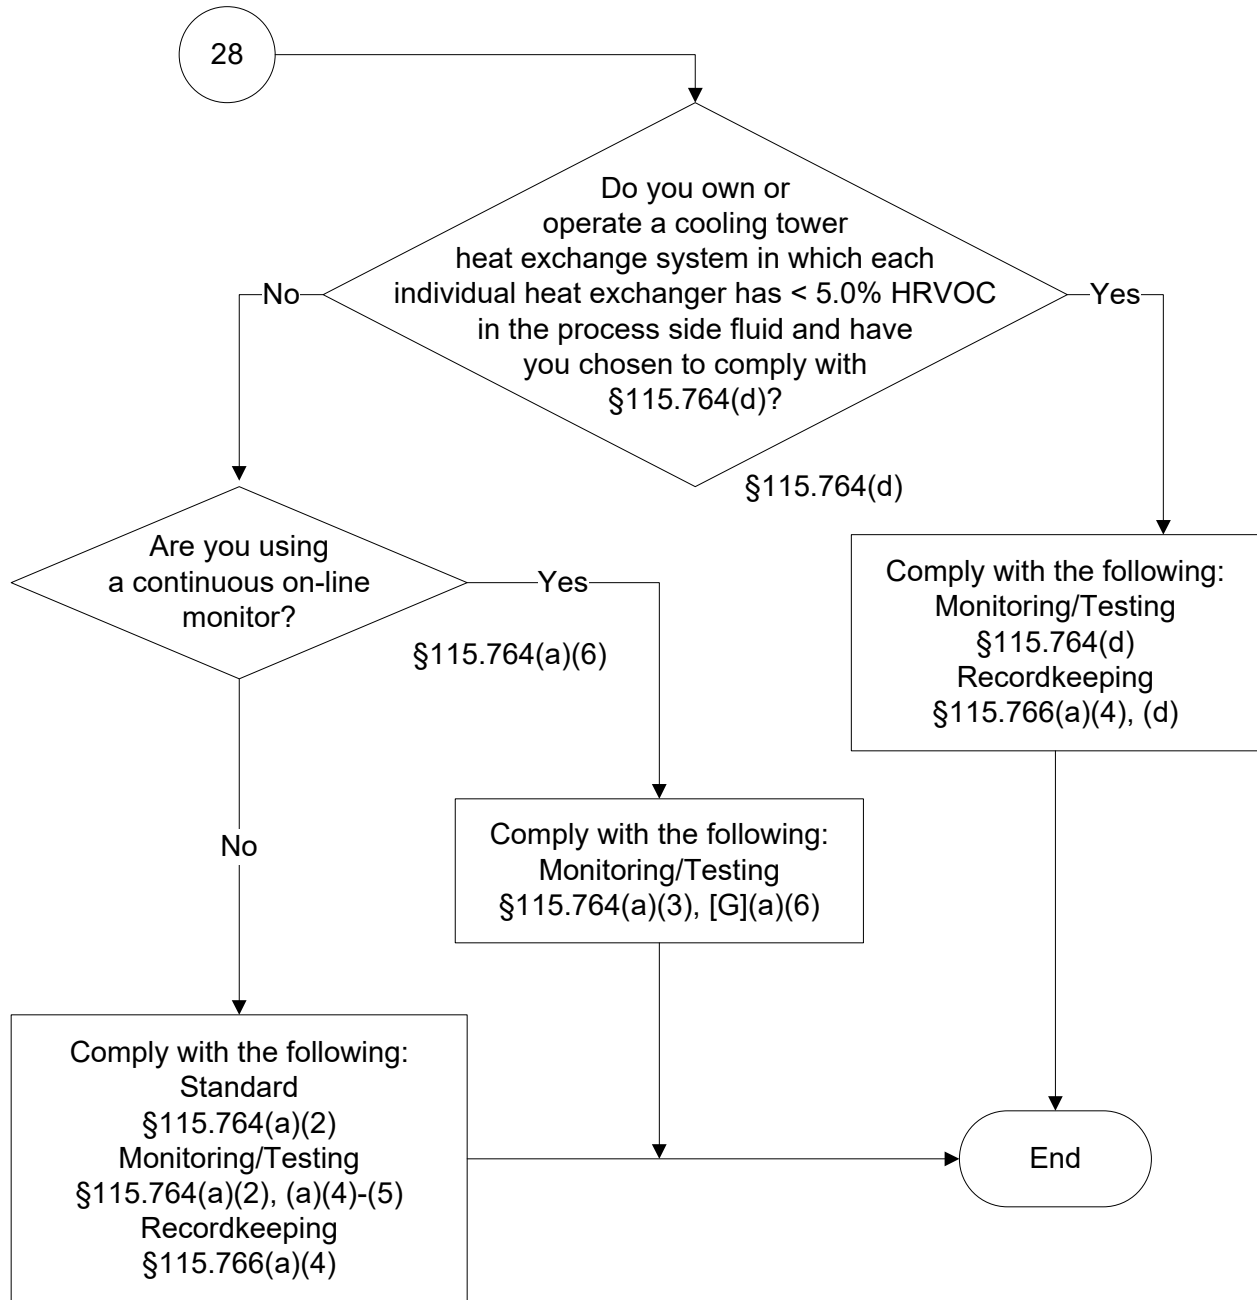 28
Do you own or
operate a cooling tower
heat exchange system in which each
individual heat exchanger has < 5.0% HRVOC
in the process side fluid and have
you chosen to comply with
§115.764(d)?
No
Yes
§115.764(d)
Are you using
a continuous on-line
monitor?
Yes
§115.764(a)(6)
Comply with the following:
Monitoring/Testing
§115.764(d)
Recordkeeping
§115.766(a)(4), (d)
No
Comply with the following:
Monitoring/Testing
§115.764(a)(3), [G](a)(6)
Comply with the following:
Standard
§115.764(a)(2)
Monitoring/Testing
§115.764(a)(2), (a)(4)-(5)
Recordkeeping
§115.766(a)(4)
End